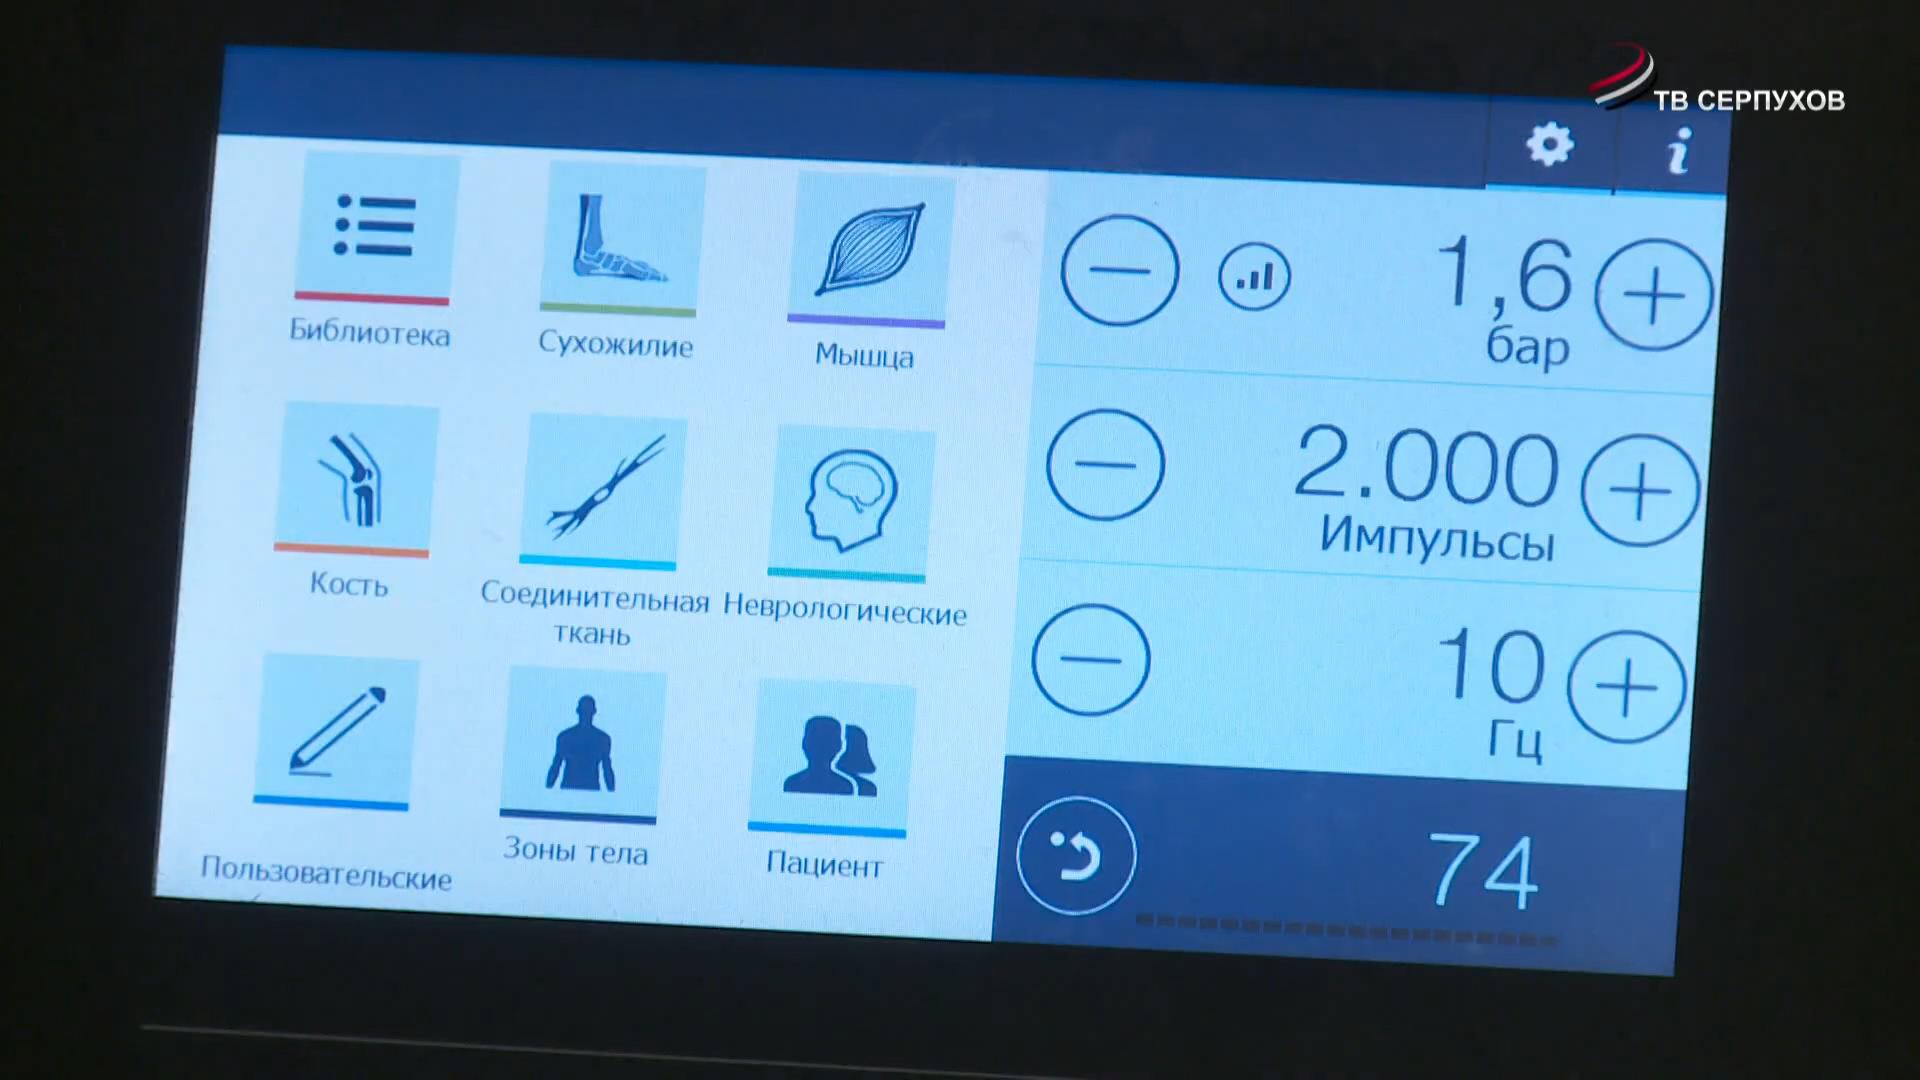 ТВ СЕРПУХОВ
i
Библиотека
Сухожилие
Мышца
Кость
Соединительная
ткань
Неврологические
Пользовательские
Зоны тела
Пациент
1,6
бар
2.000
Импульсы
10
Гц
74